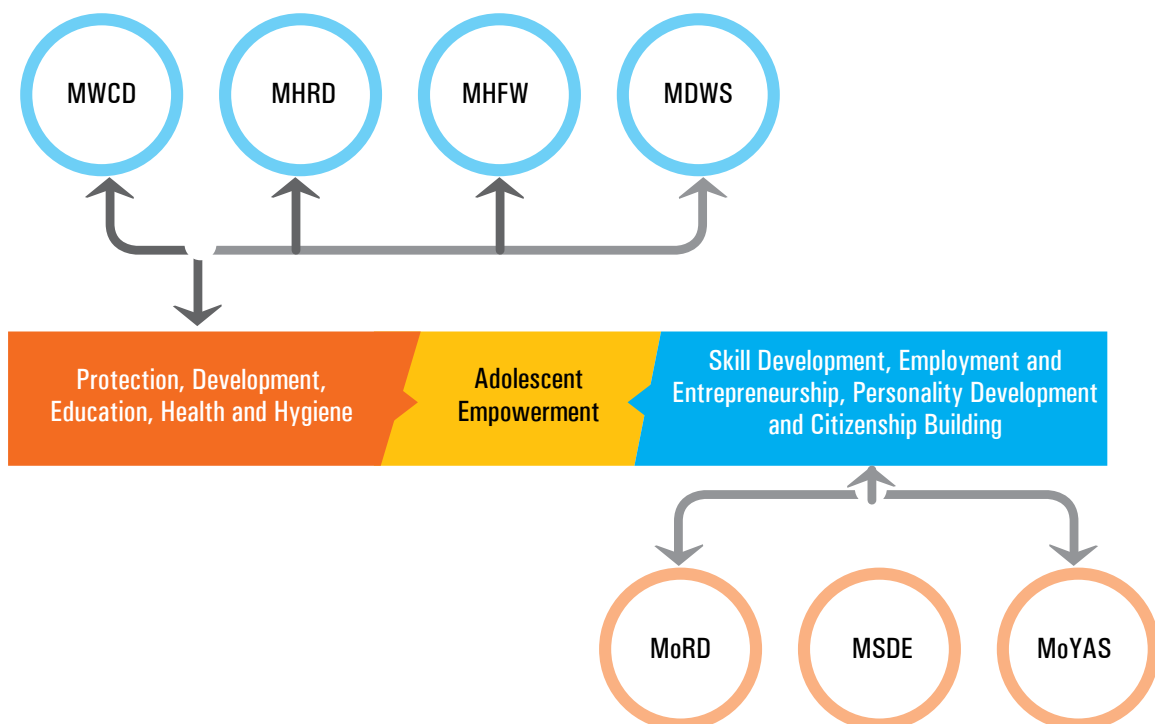 MWCD
MHRD
MHFW
MDWS
Protection, Development,
Education, Health and Hygiene
Adolescent
Empowerment
Skill Development, Employment and
Entrepreneurship, Personality Development
and Citizenship Building
MoRD
MSDE
MoYAS